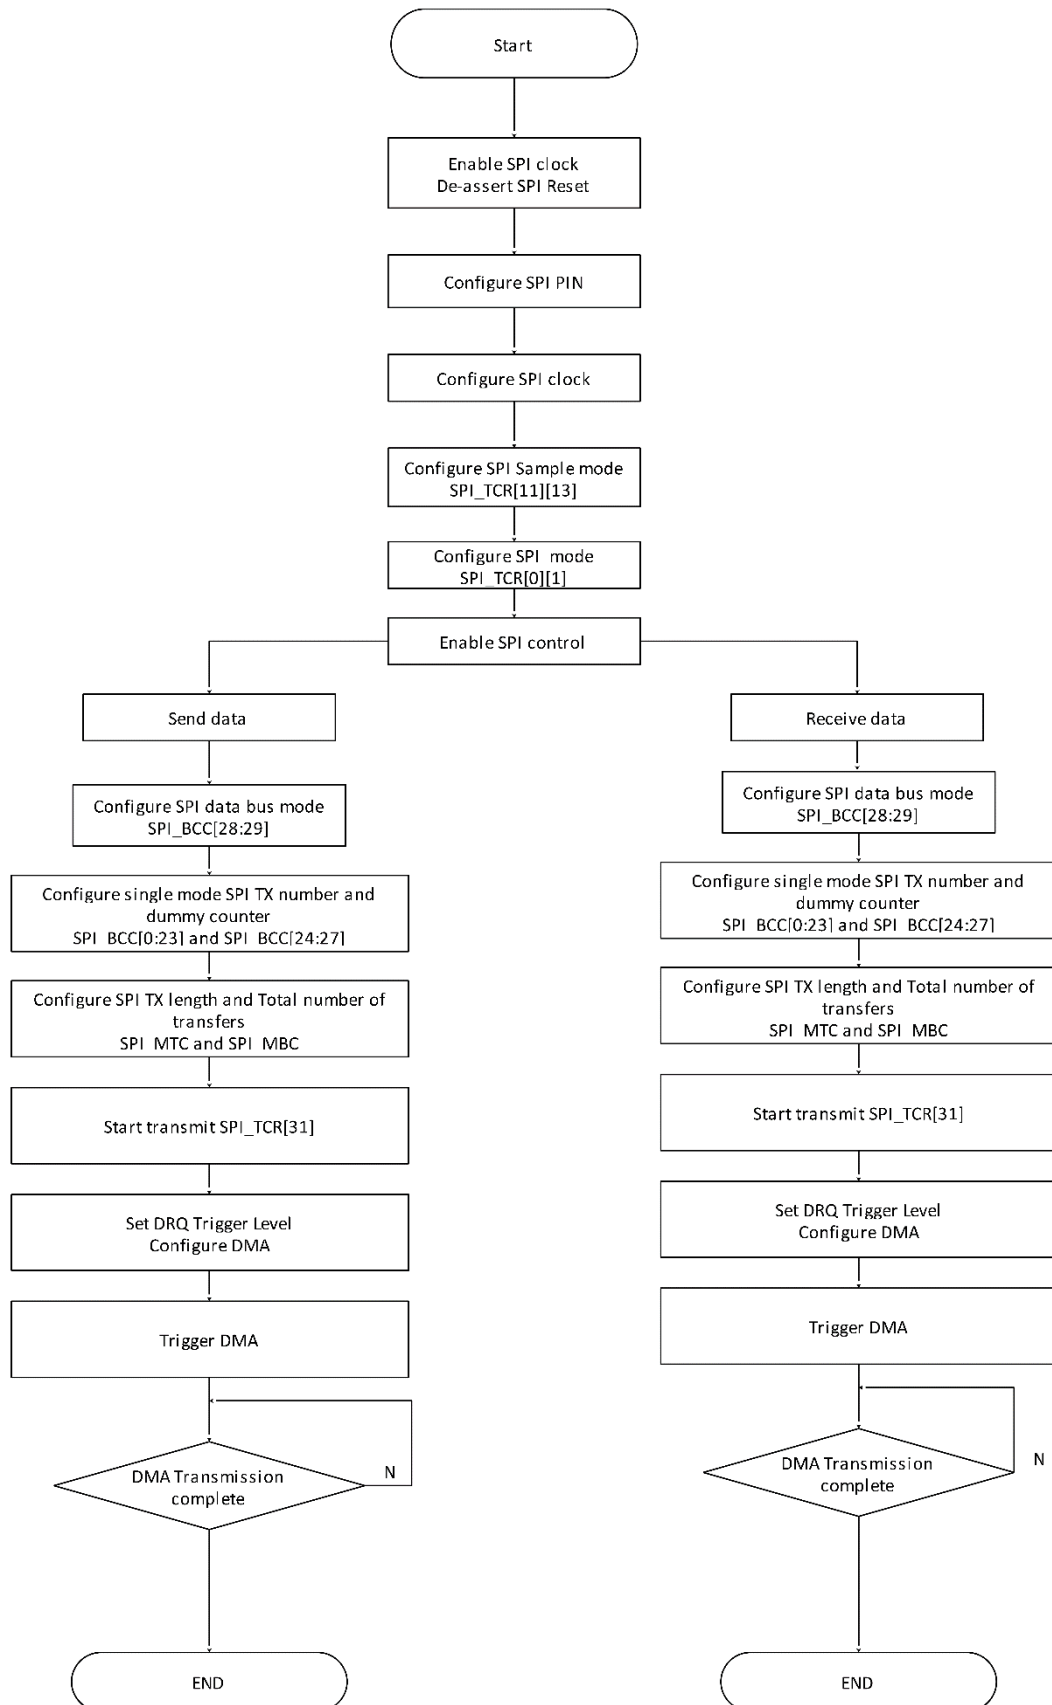 Start
Enable SPI clock
De-assert SPI Reset
Configure SPI PIN
Configure SPI clock
Configure SPI Sample mode
SPI_TCR[11][13]
Configure SPI mode
SPI_TCR[0][1]
Enable SPI control
Send data
Configure SPI data bus mode
SPI_BCC[28:29]
Configure single mode SPI TX number and
dummy counter
SPI_BCC[0:23] and SPI_BCC[24:27]
Configure SPI TX length and Total number of
transfers
SPI_MTC and SPI_MBC
Start transmit SPI_TCR[31]
Set DRQ Trigger Level
Configure DMA
Trigger DMA
DMA Transmission
complete
N
END
Receive data
Configure SPI data bus mode
SPI_BCC[28:29]
Configure single mode SPI TX number and
dummy counter
SPI_BCC[0:23] and SPI_BCC[24:27]
Configure SPI TX length and Total number of
transfers
SPI_MTC and SPI_MBC
Start transmit SPI_TCR[31]
Set DRQ Trigger Level
Configure DMA
Trigger DMA
DMA Transmission
complete
N
END